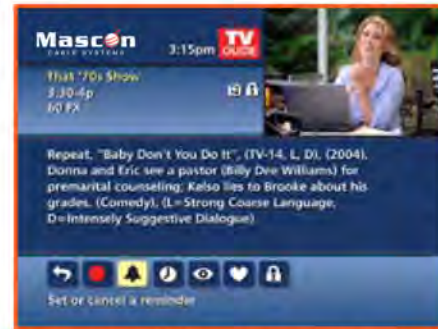 Mascon
CABLE SYSTEMS
3:15pm
TV
GUIDE
That '70s Show
3:30-4p
60 FX
Repeat, "Baby Don't You Do It", (TV-14, L, D), (2004),
Donna and Eric see a pastor (Billy Dee Williams) for
premarital counseling; Kelso lies to Brooke about his
grades. (Comedy), (L=Strong Coarse Language,
D=Intensely Suggestive Dialogue)
Set or cancel a reminder